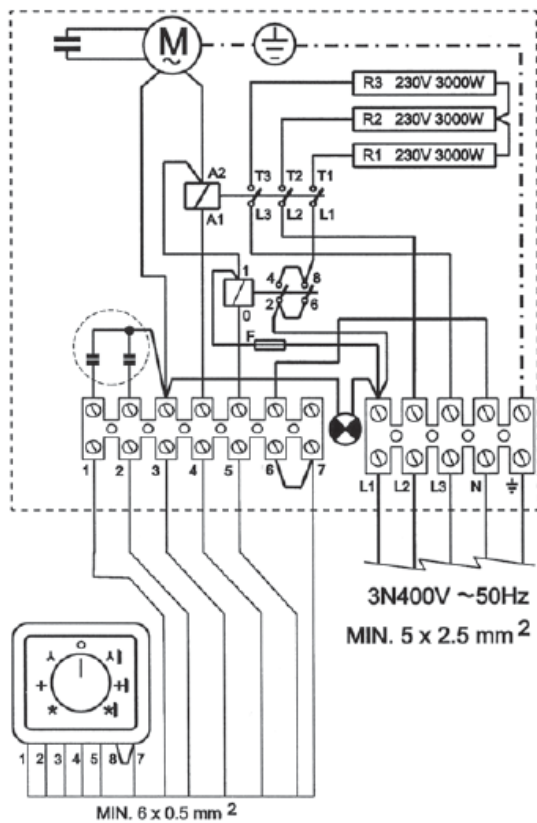 M
~
R3 230V 3000W
R2 230V 3000W
R1 230V 3000W
T3 T2 T1
A2
A1
L3 L2 L1
1
0
4 8
2 6
F
1 2 3 4 5 6 7
L1 L2 L3 N
3N400V ~50Hz
MIN. 5 x 2.5 mm 2
O
1 2 3 4 5 8 7
MIN. 6 x 0.5 mm 2